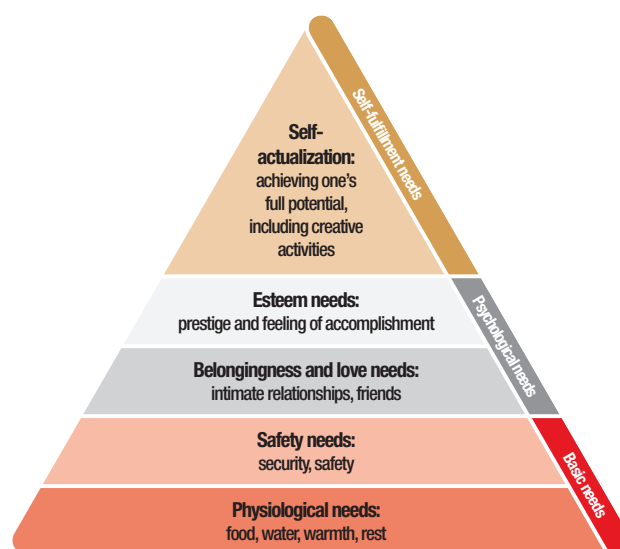 Self-
actualization:
achieving one's
full potential,
including creative
activities
Self-fulfillment needs
Esteem needs:
prestige and feeling of accomplishment
Belongingness and love needs:
intimate relationships, friends
Psychological needs
Safety needs:
security, safety
Physiological needs:
food, water, warmth, rest
Basic needs